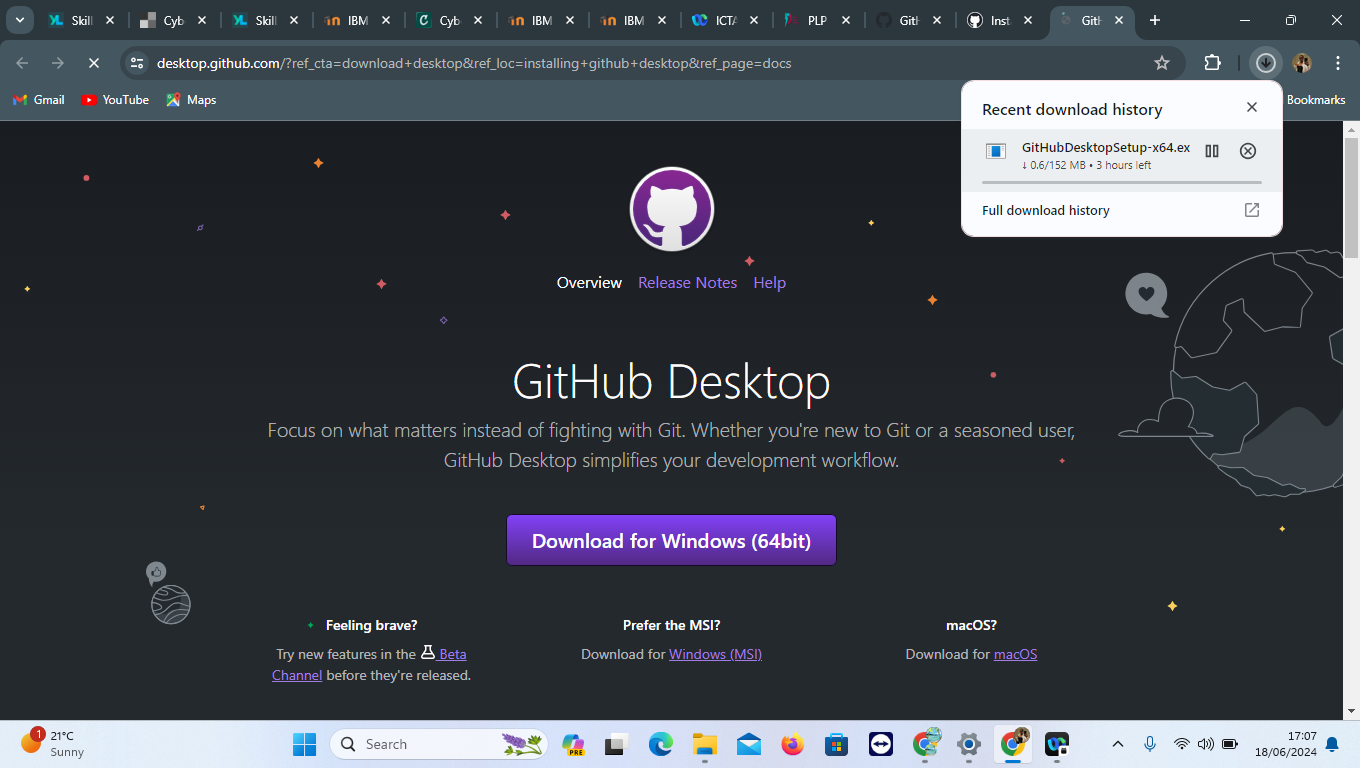 Skill
Cyb
Skill
IBM
Cyb
IBM
IBM
ICTA
PLP
GitH
Inst
GitH
desktop.github.com/?ref_cta=download+desktop&ref_loc=installing+github+desktop&ref_page=docs
Gmail
YouTube
Maps
Bookmarks
Recent download history
GitHubDesktopSetup-x64.ex
↓ 0.6/152 MB • 3 hours left
Full download history
Overview Release Notes Help
GitHub Desktop
Focus on what matters instead of fighting with Git. Whether you're new to Git or a seasoned user,
GitHub Desktop simplifies your development workflow.
Download for Windows (64bit)
Feeling brave?
Try new features in the Beta
Channel before they're released.
Prefer the MSI?
Download for Windows (MSI)
macOS?
Download for macOS
1
21°C
Sunny
Search
PRE
17:07
18/06/2024